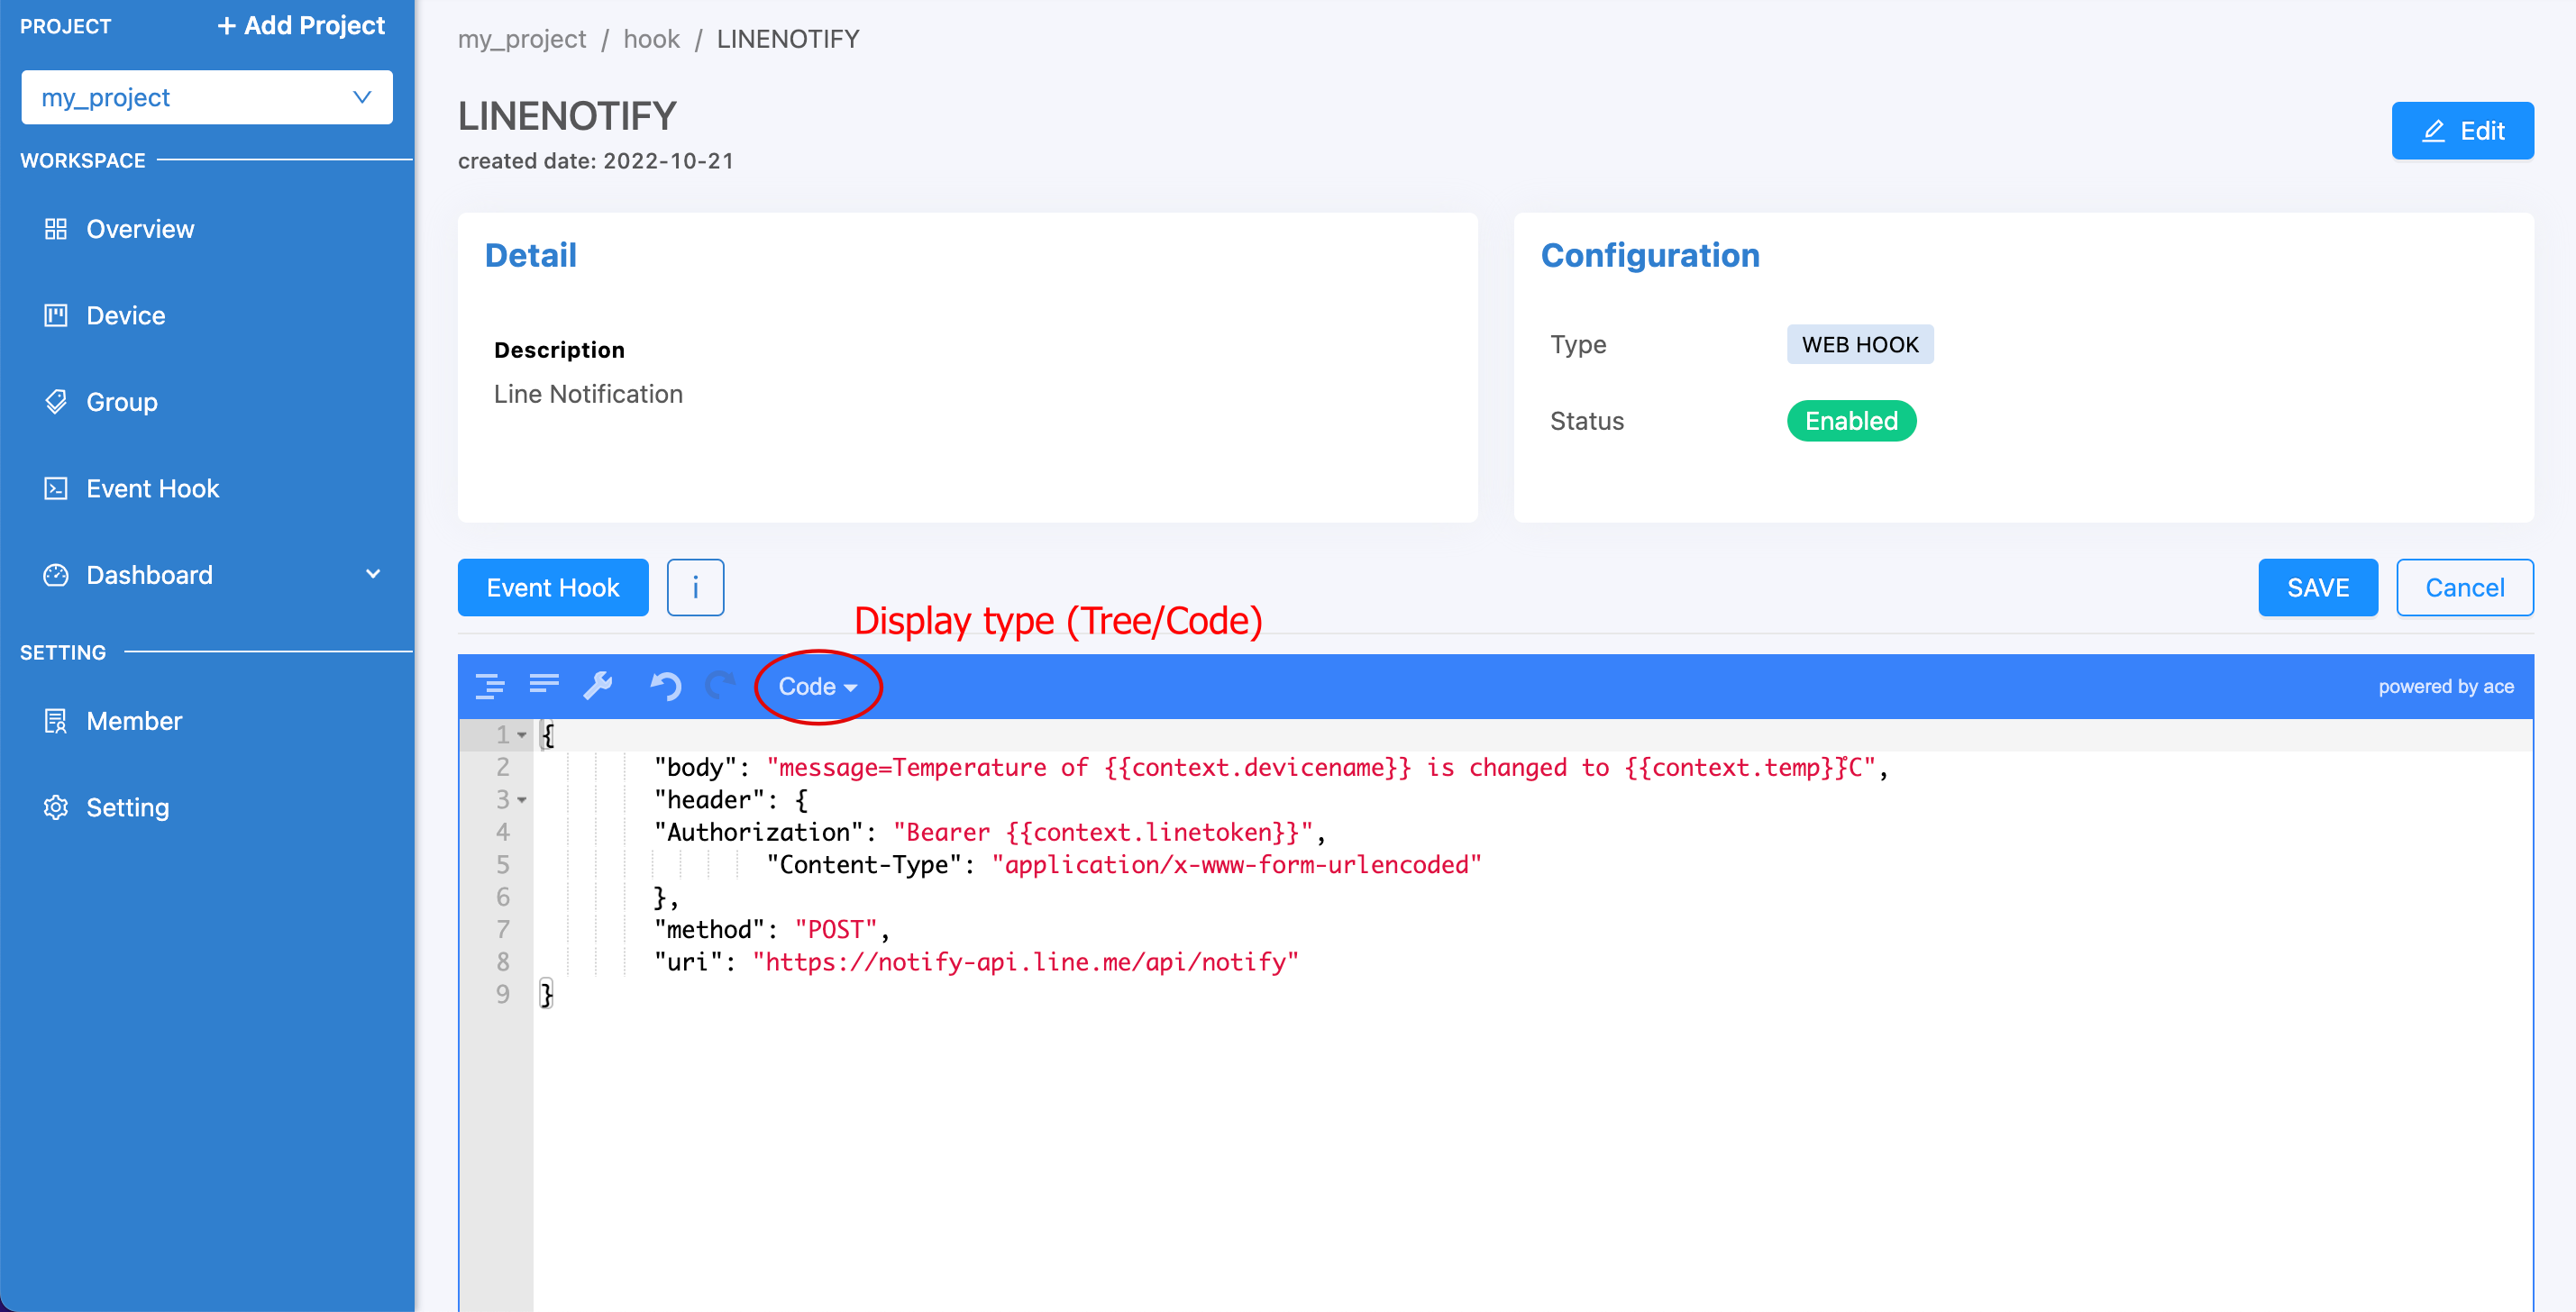 PROJECT
+ Add Project
my_project
WORKSPACE
Overview
Device
Group
Event Hook
Dashboard
SETTING
Member
Setting
my_project / hook / LINENOTIFY
LINENOTIFY
created date: 2022-10-21
Edit
Detail
Description
Line Notification
Configuration
Type WEB HOOK
Status Enabled
Event Hook i
SAVE Cancel
Display type (Tree/Code)
Code
powered by ace
1 {
2 "body": "message=Temperature of {{context.devicename}} is changed to {{context.temp}}℃",
3 "header": {
4 "Authorization": "Bearer {{context.linetoken}}",
5 "Content-Type": "application/x-www-form-urlencoded"
6 },
7 "method": "POST",
8 "uri": "https://notify-api.line.me/api/notify"
9 }